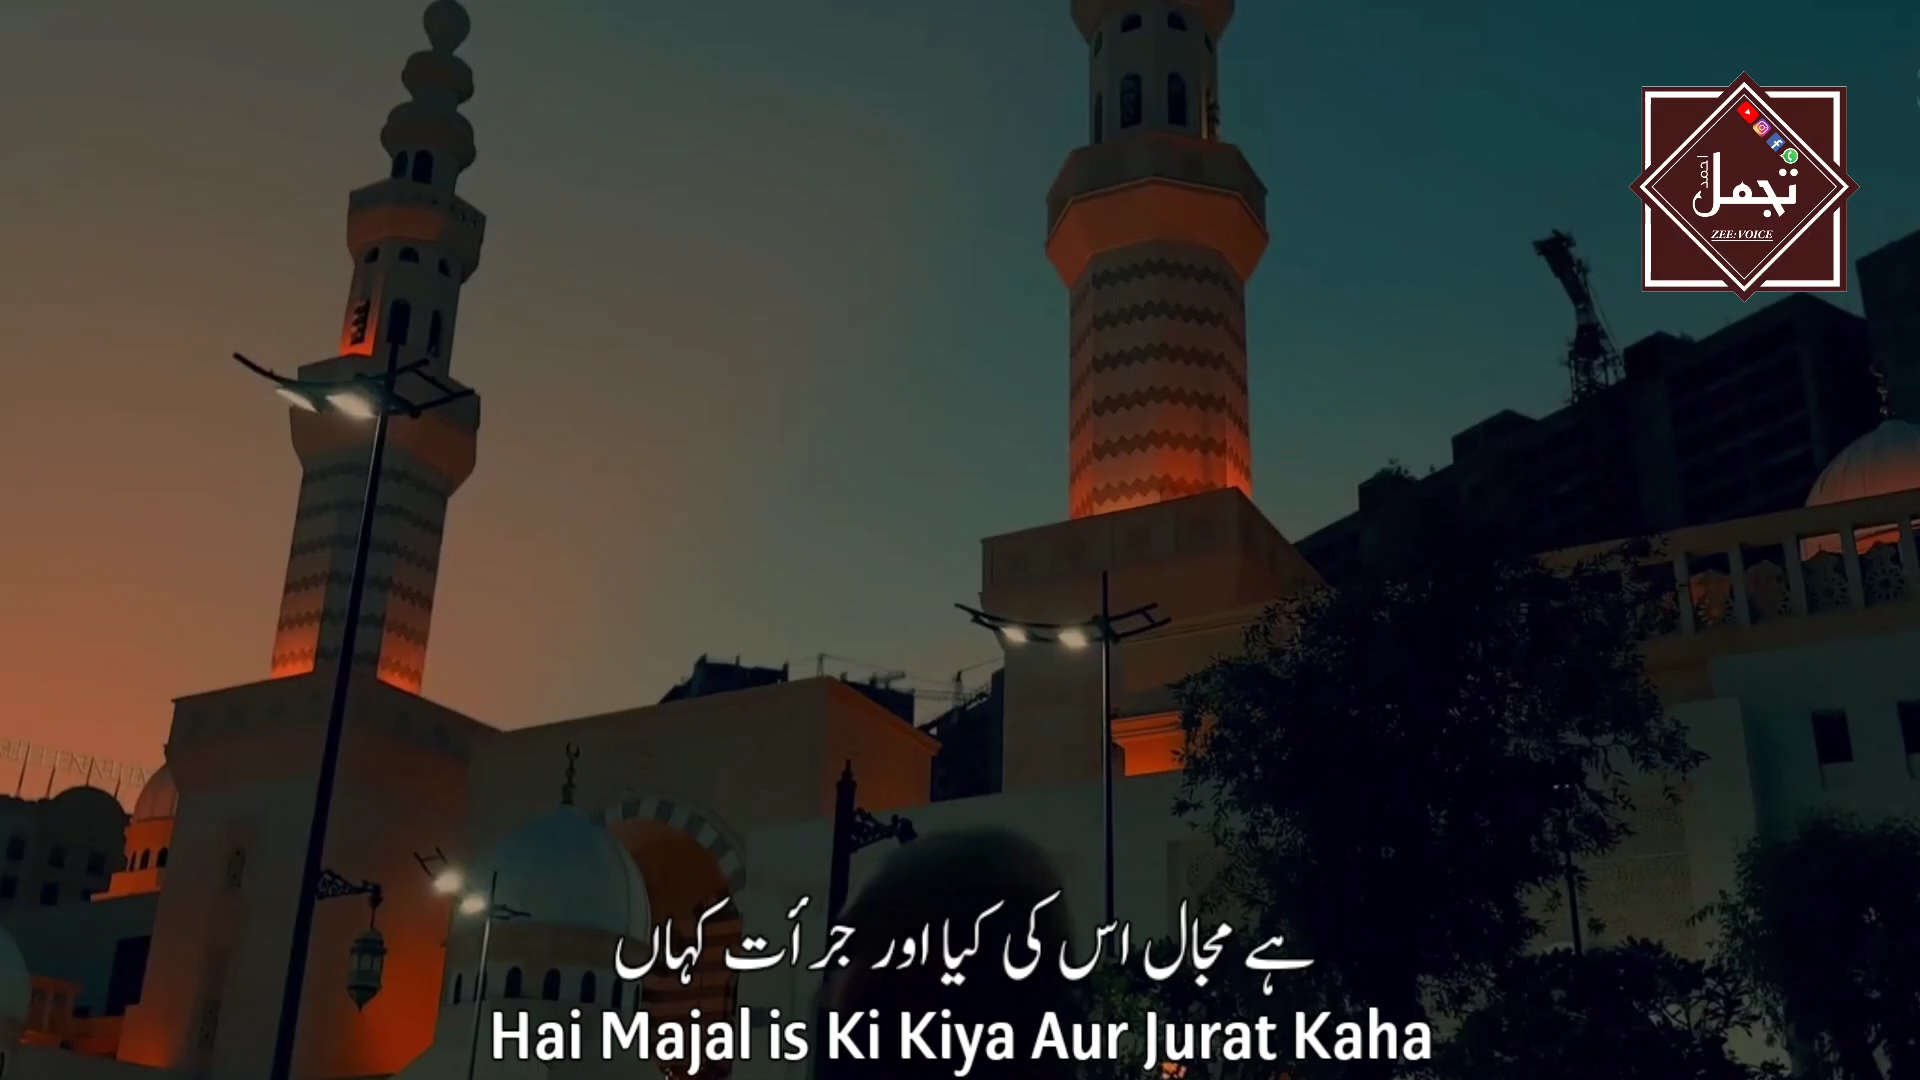 احمد
تجمل
ZEE:VOICE
ہے مجال اس کی کیا اور جرأت کہاں
Hai Majal is Ki Kiya Aur Jurat Kaha